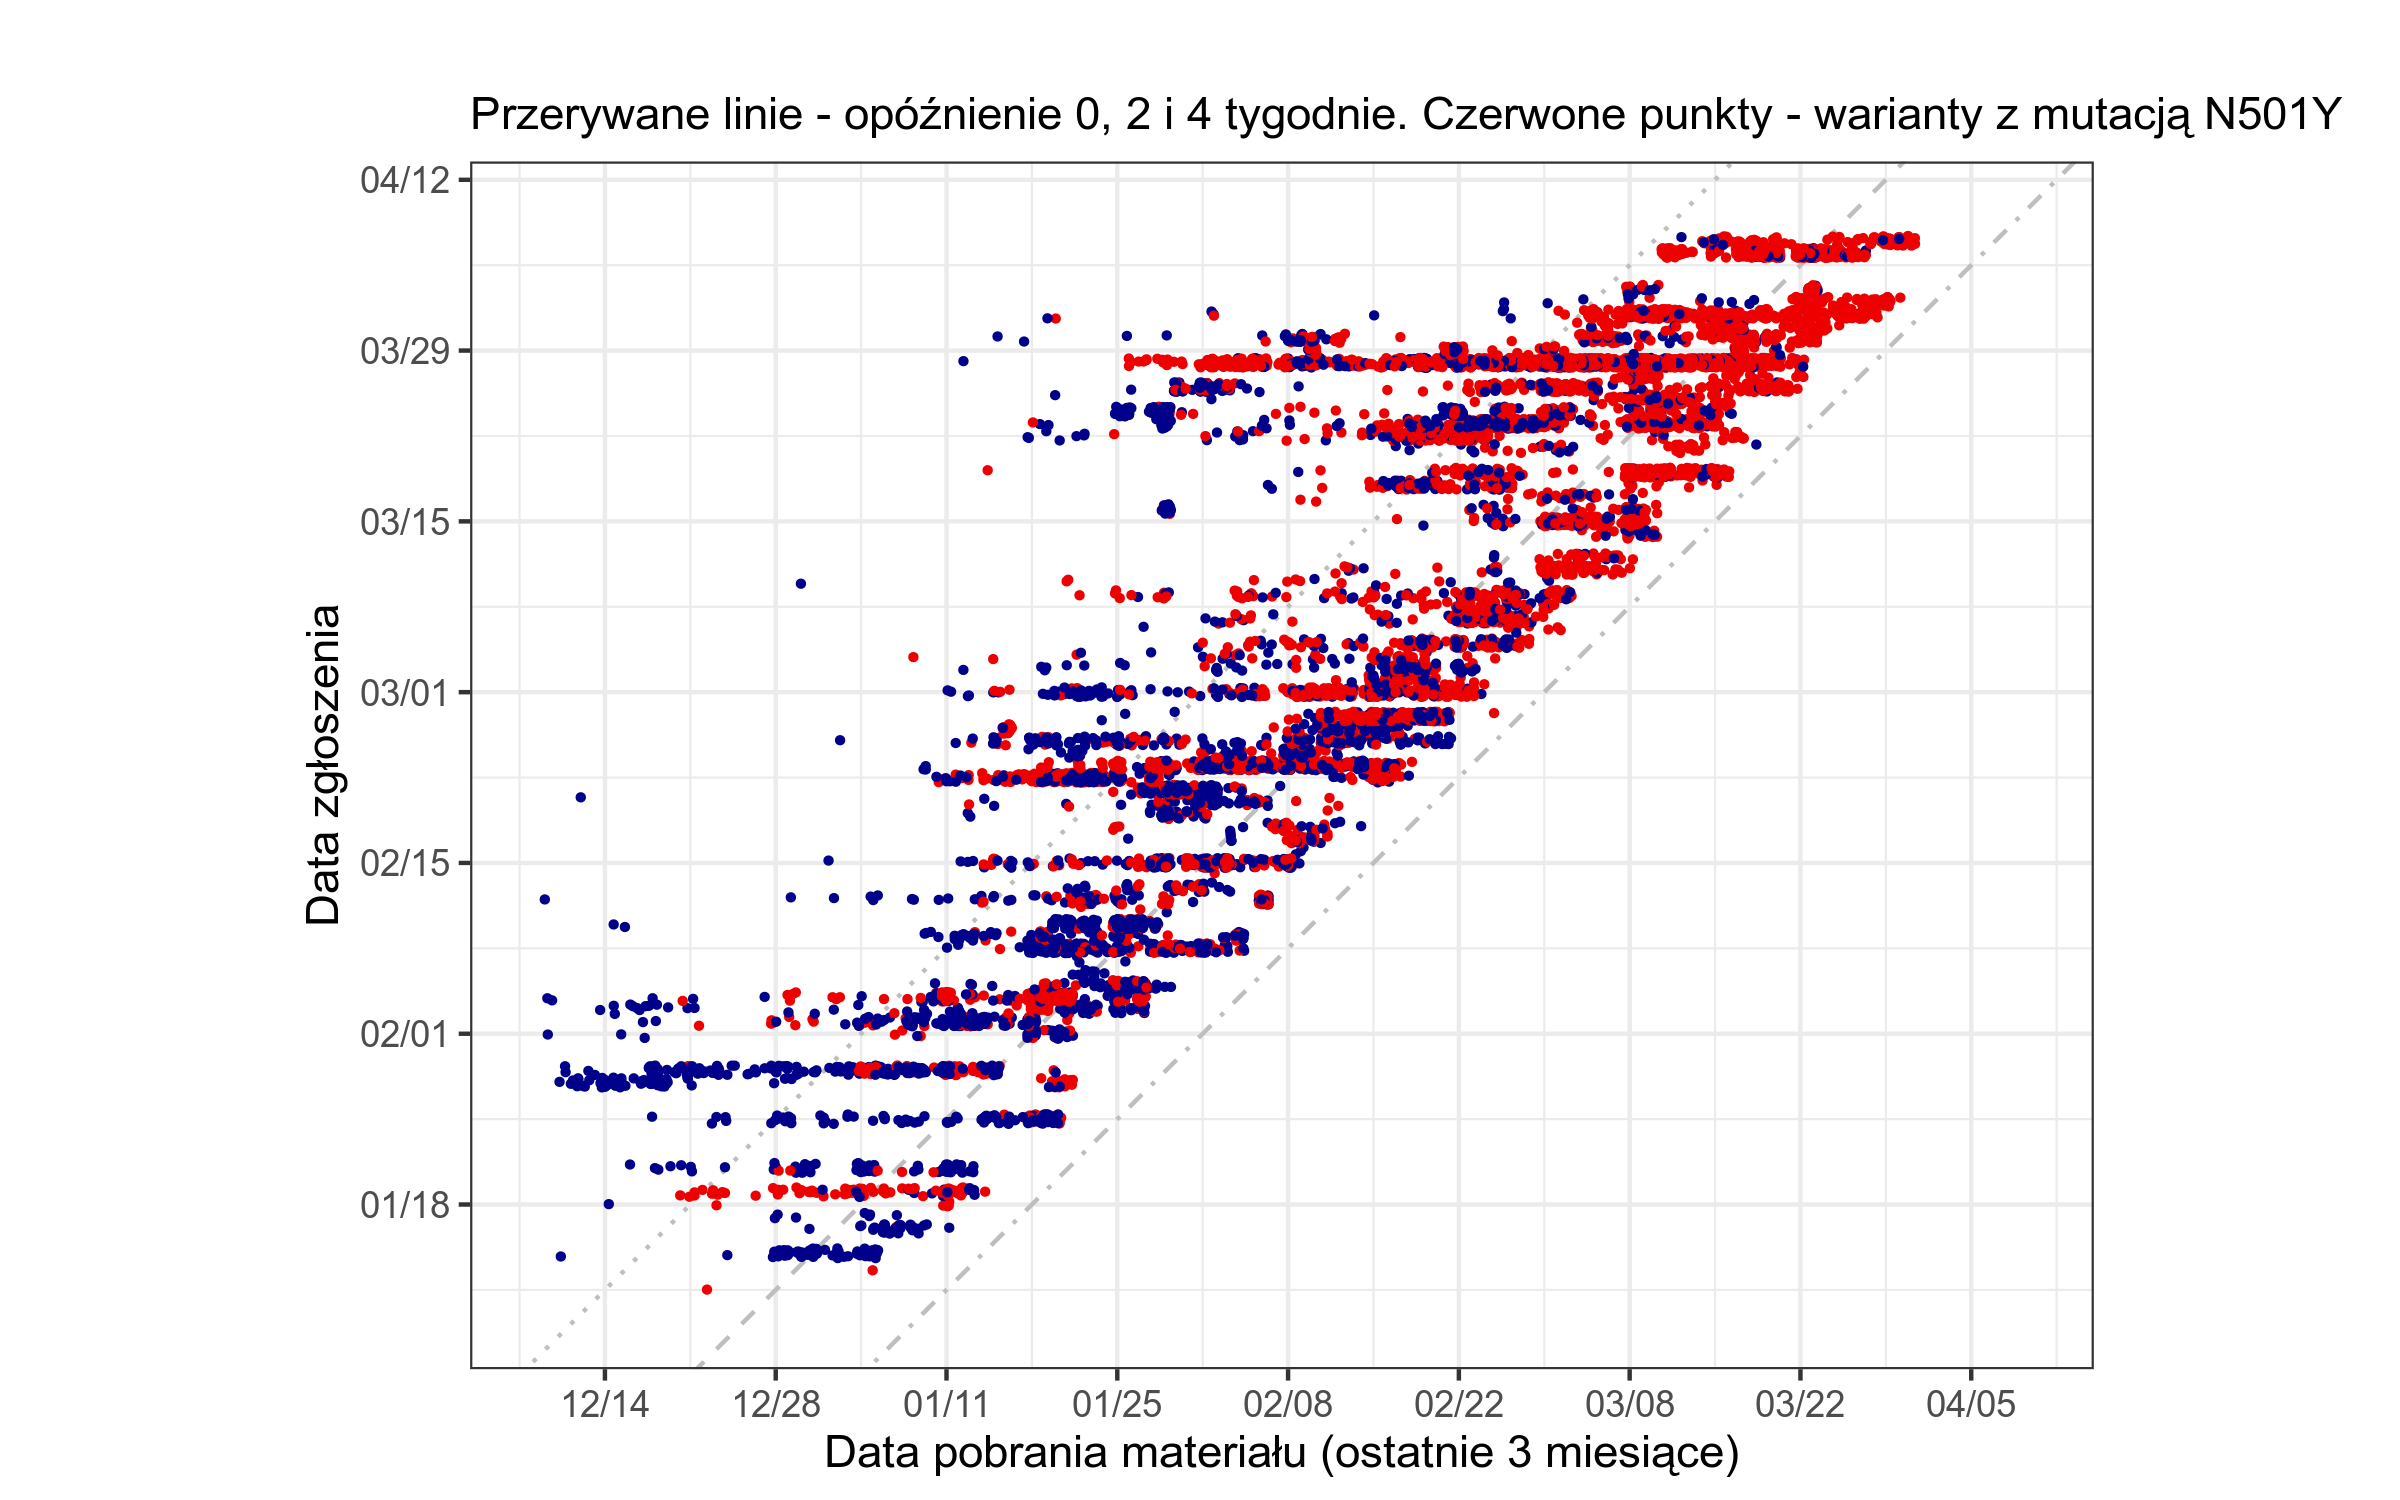 Przerywane linie - opóźnienie 0, 2 i 4 tygodnie. Czerwone punkty - warianty z mutacją N501Y
Data zgłoszenia
04/12
03/29
03/15
03/01
02/15
02/01
01/18
12/14 12/28 01/11 01/25 02/08 02/22 03/08 03/22 04/05
Data pobrania materiału (ostatnie 3 miesiące)